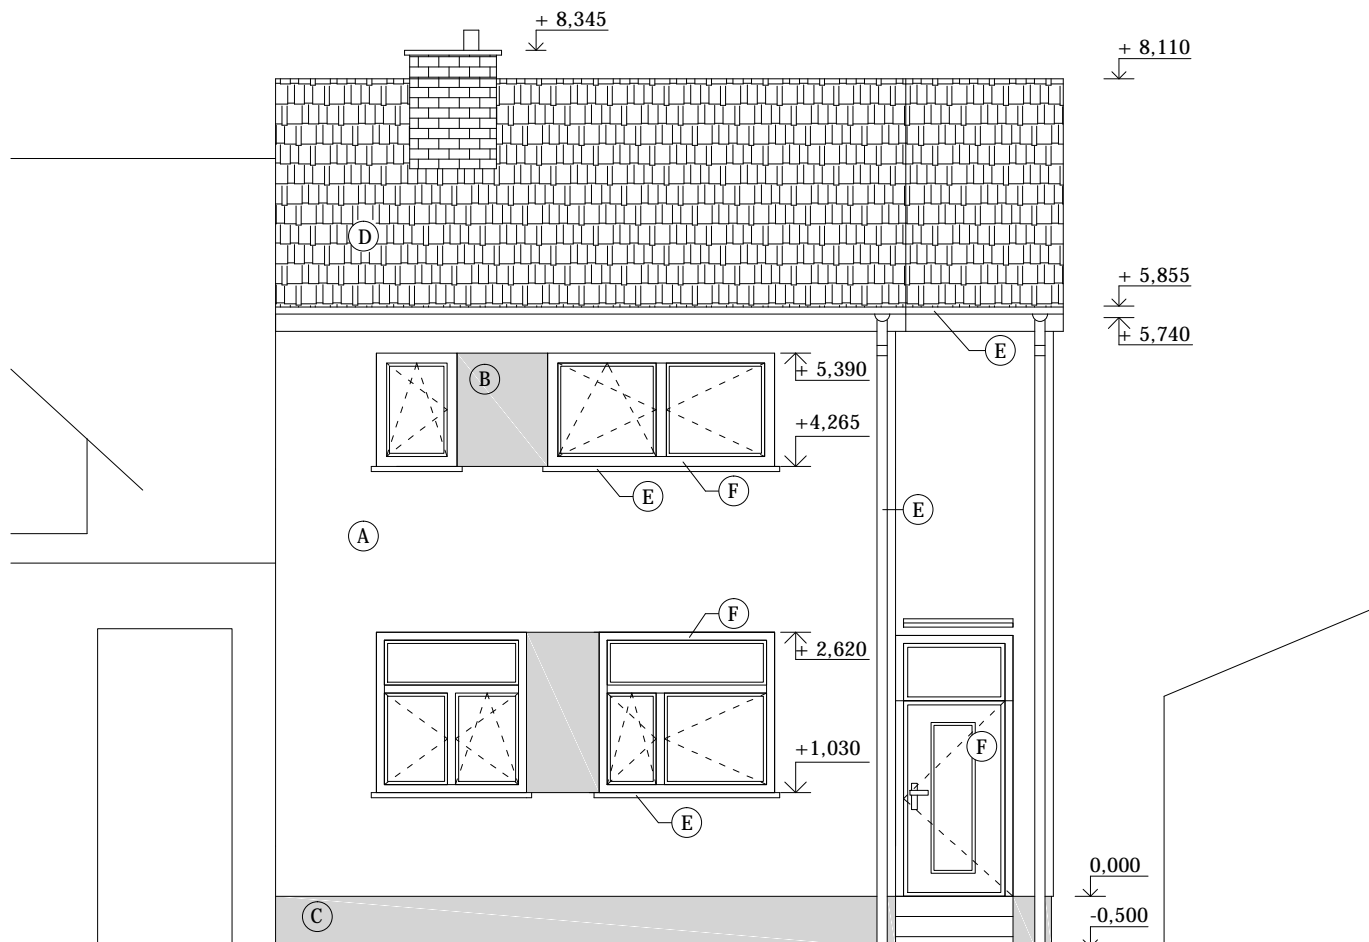 + 8,345
+ 8,110
D
+ 5,855
+ 5,740
E
+ 5,390
B
+4,265
F
E
E
A
F
+ 2,620
F
+1,030
E
0,000
C
-0,500